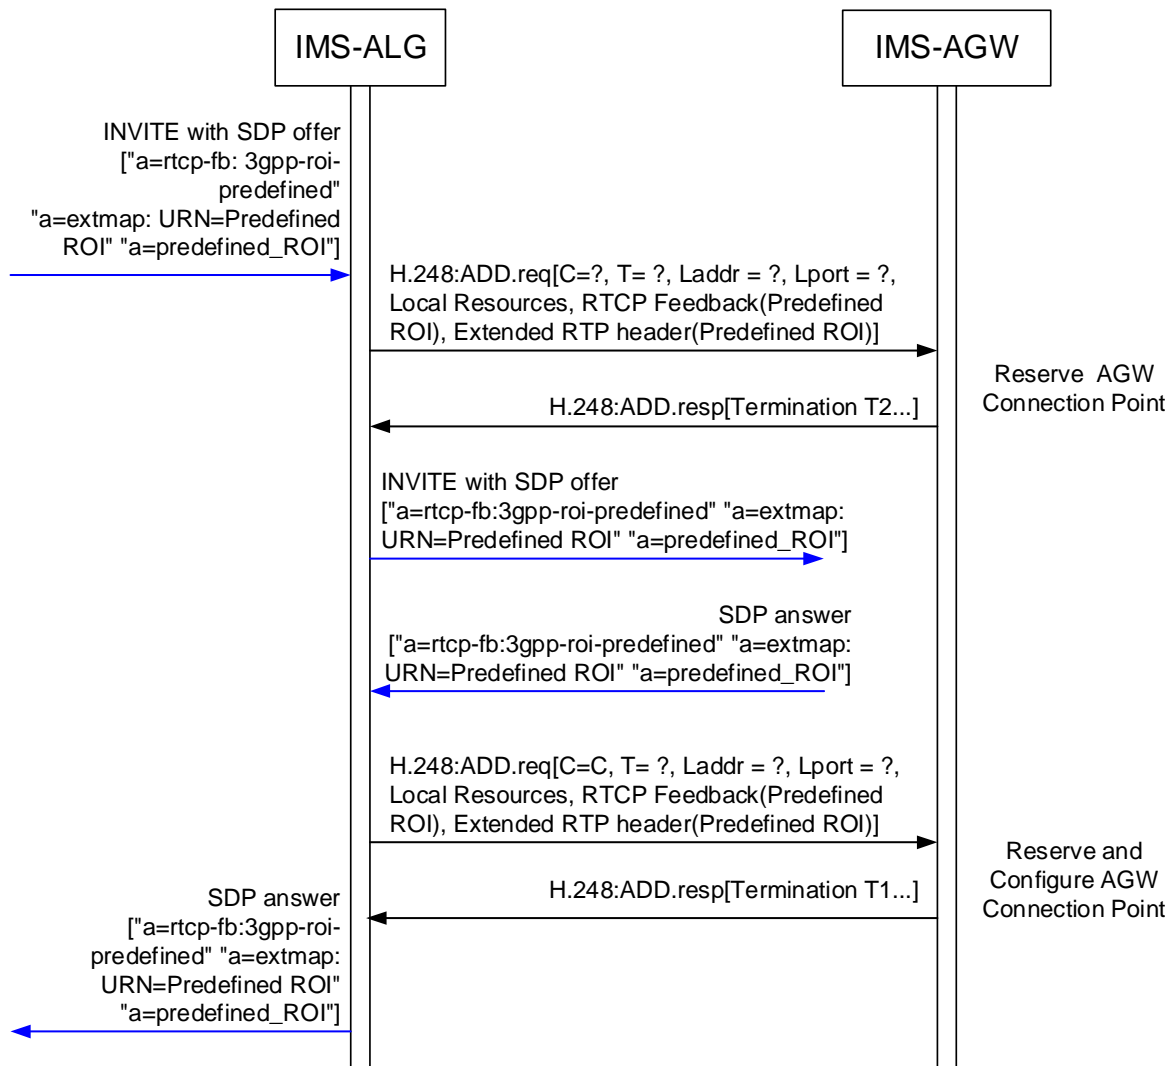 IMS-ALG
IMS-AGW
INVITE with SDP offer
["a=rtcp-fb: 3gpp-roi-
predefined"
"a=extmap: URN=Predefined
ROI" "a=predefined_ROI"]
H.248:ADD.req[C=?, T= ?, Laddr = ?, Lport = ?,
Local Resources, RTCP Feedback(Predefined
ROI), Extended RTP header(Predefined ROI)]
Reserve AGW
Connection Point
H.248:ADD.resp[Termination T2...]
INVITE with SDP offer
["a=rtcp-fb:3gpp-roi-predefined" "a=extmap:
URN=Predefined ROI" "a=predefined_ROI"]
SDP answer
["a=rtcp-fb:3gpp-roi-predefined" "a=extmap:
URN=Predefined ROI" "a=predefined_ROI"]
H.248:ADD.req[C=C, T= ?, Laddr = ?, Lport = ?,
Local Resources, RTCP Feedback(Predefined
ROI), Extended RTP header(Predefined ROI)]
Reserve and
Configure AGW
Connection Point
H.248:ADD.resp[Termination T1...]
SDP answer
["a=rtcp-fb:3gpp-roi-
predefined" "a=extmap:
URN=Predefined ROI"
"a=predefined_ROI"]